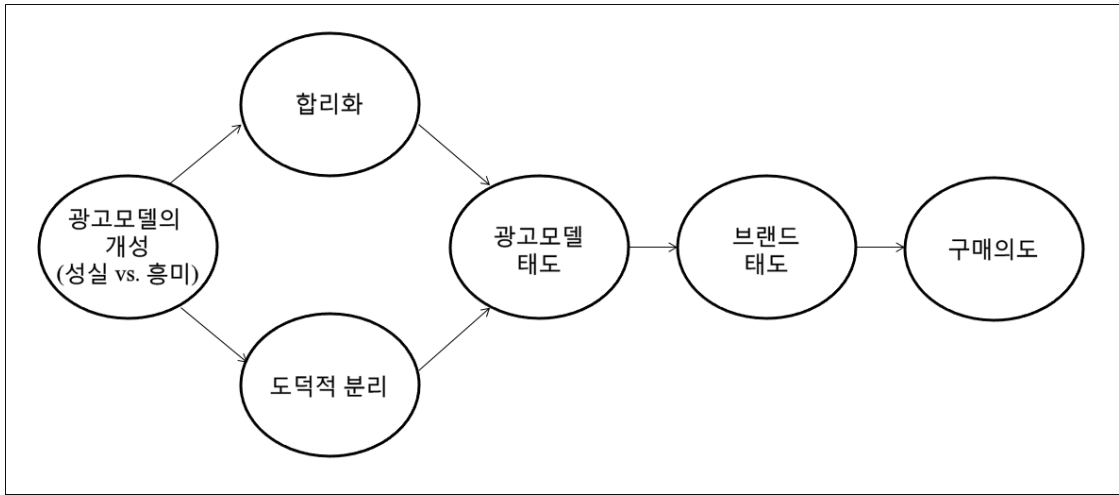 합리화
광고모델의
개성
(성실 vs. 흥미)
광고모델
태도
브랜드
태도
구매의도
도덕적 분리